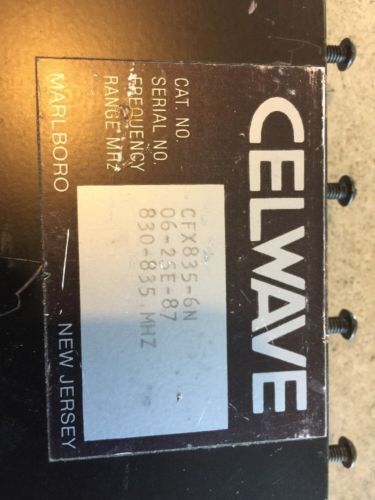 CELWAVE
CAT. NO. CFX835-6N
SERIAL NO. 06-25E-87
FREQUENCY
RANGE MHz 830-835 MHZ
MARLBORO — NEW JERSEY